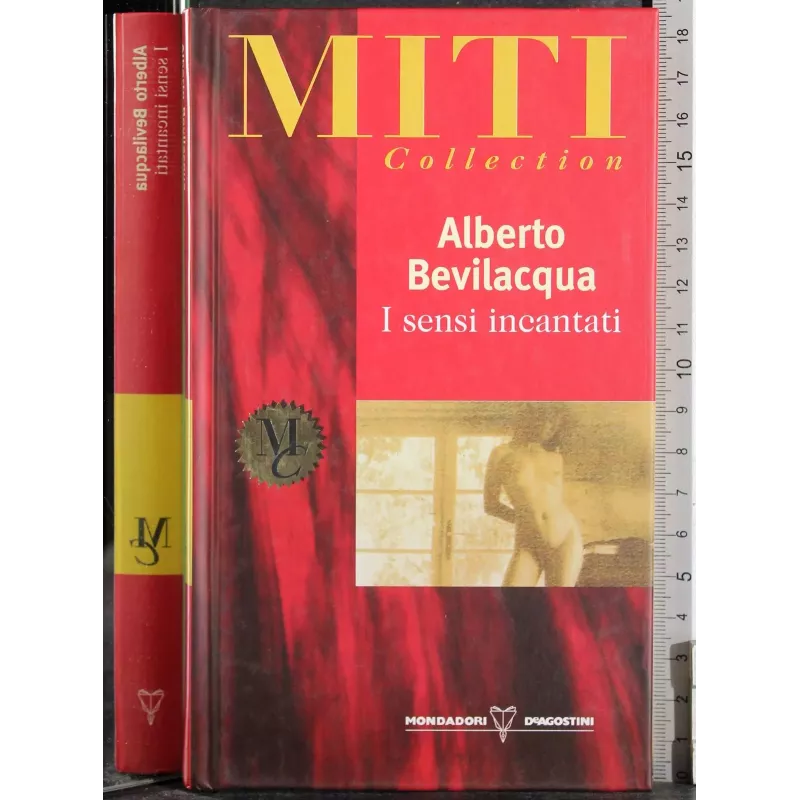 MITI
Collection
Alberto
Bevilacqua
I sensi incantati
MC
MONDADORI DEAGOSTINI
I sensi incantati
Alberto Bevilacqua
MC
18
17
16
15
14
13
12
11
10
9
8
7
6
5
4
3
2
1
0